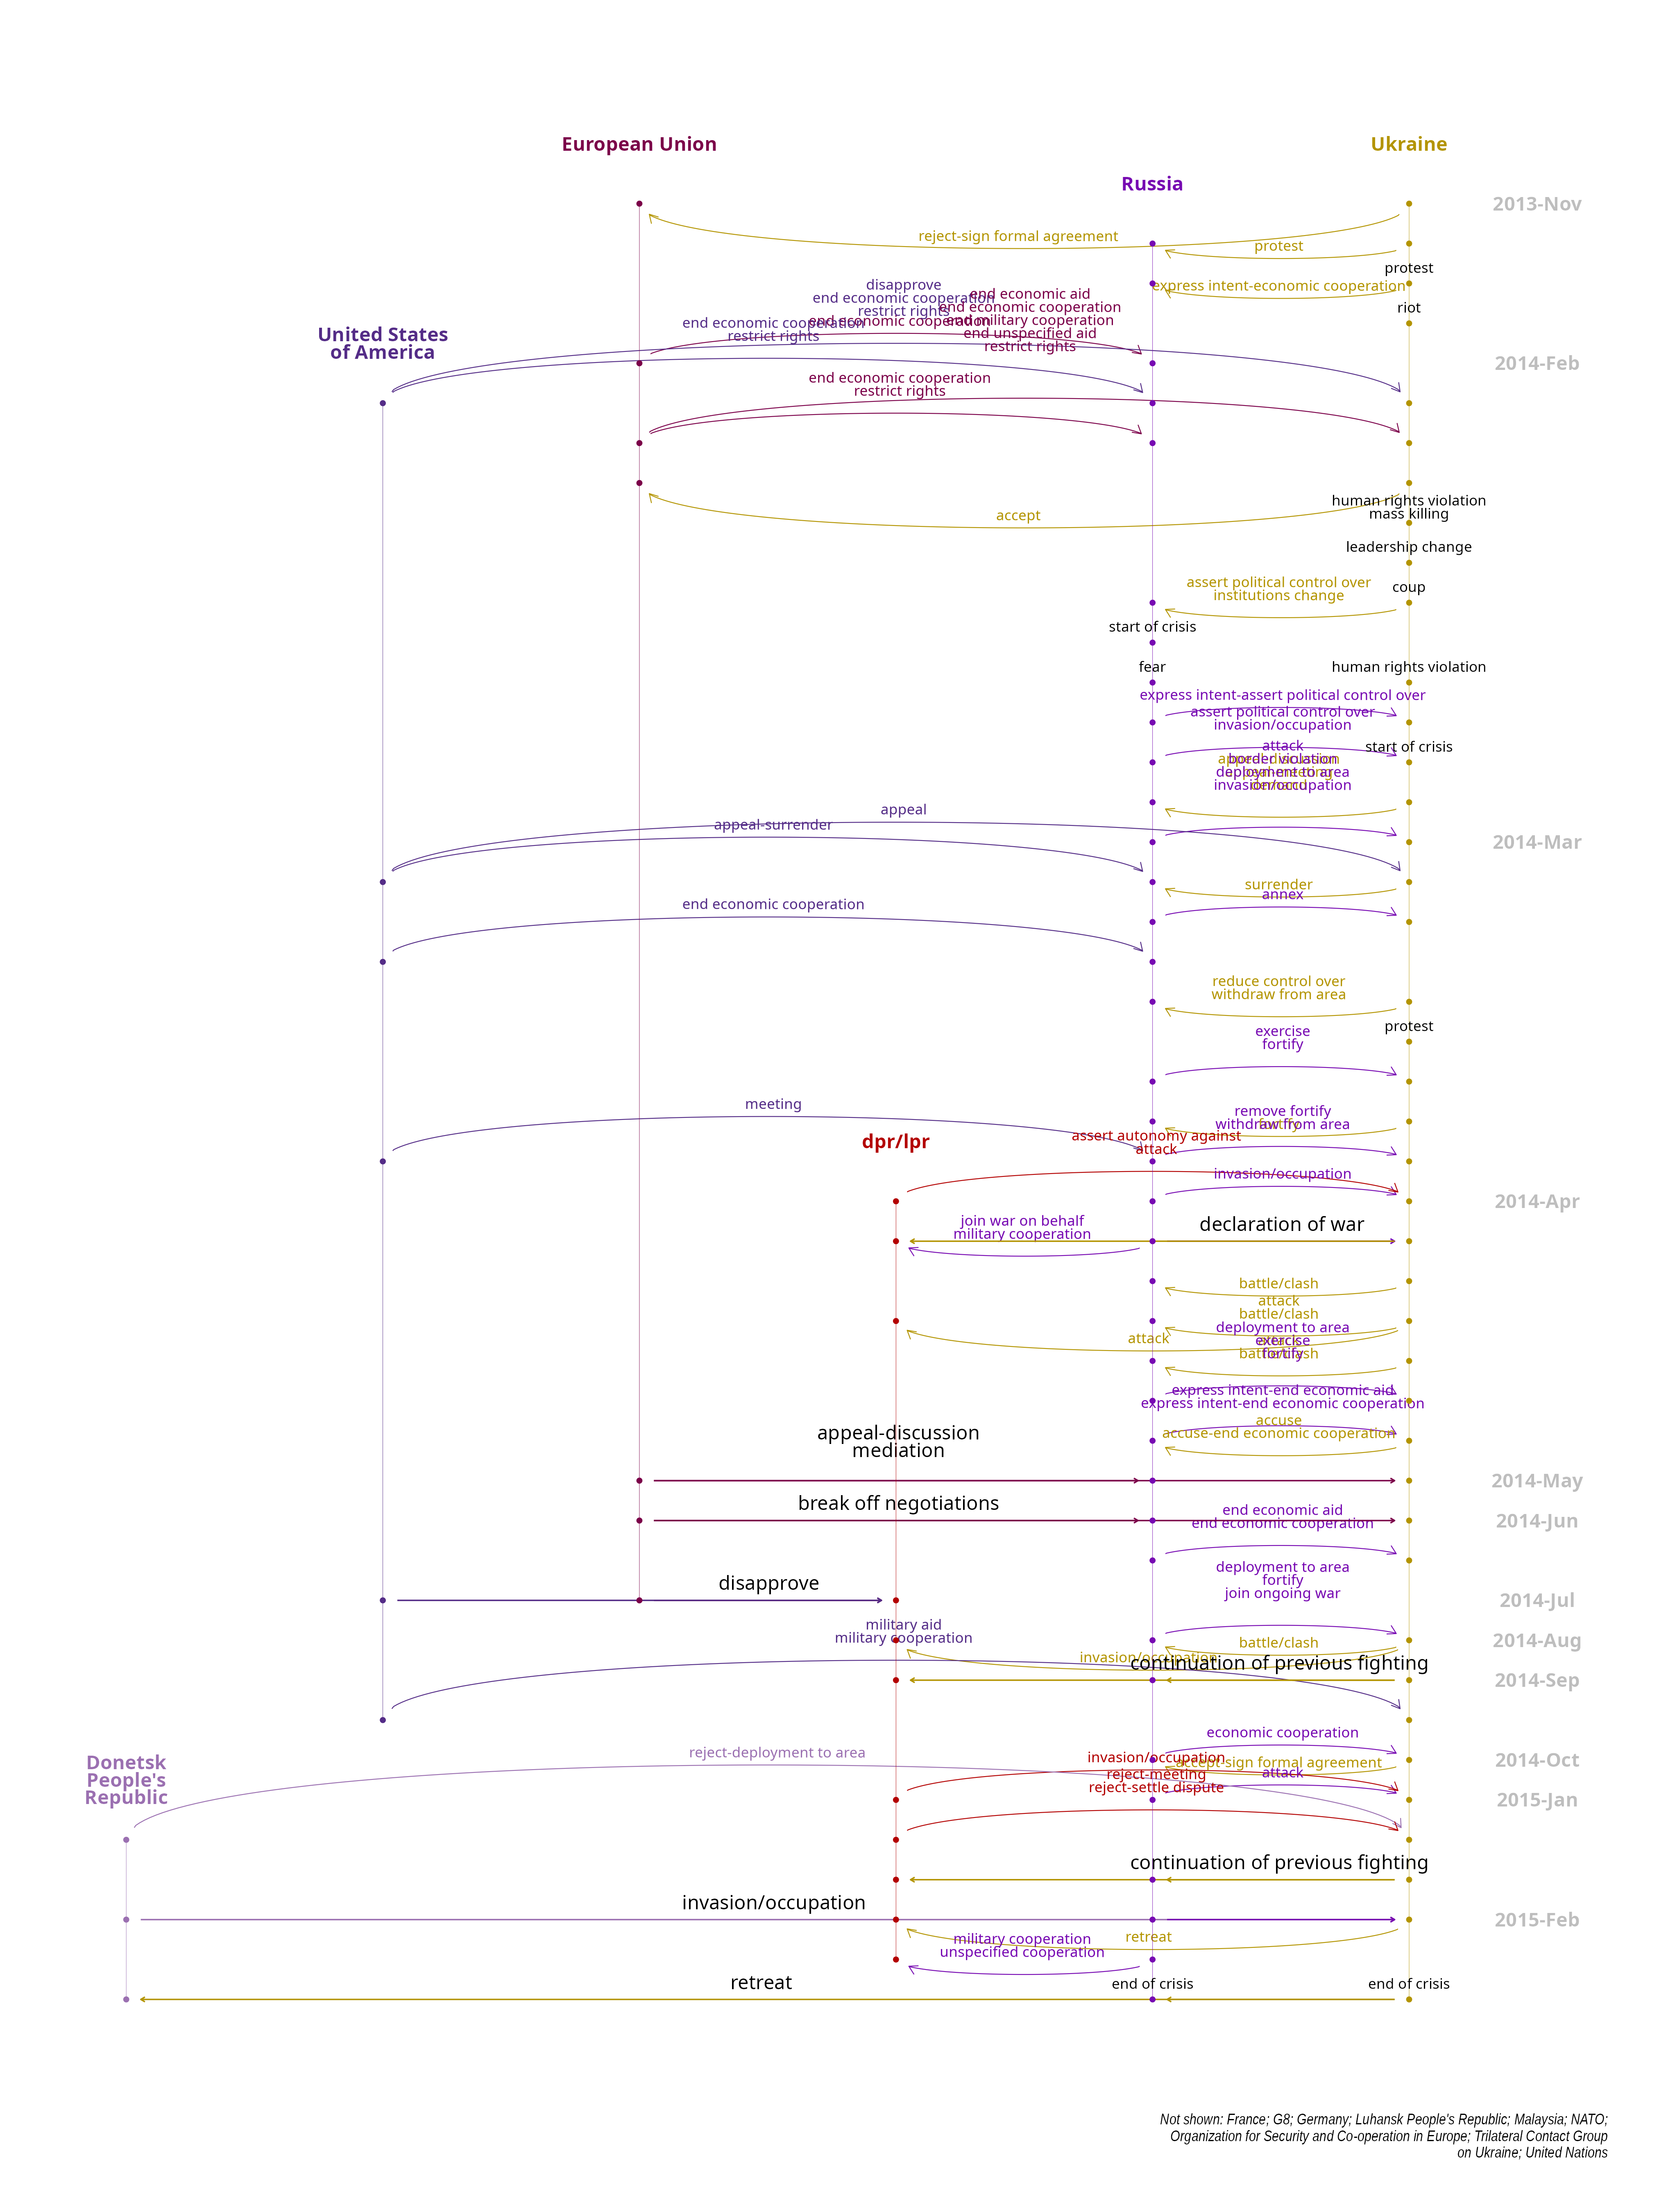 European Union
Ukraine
Russia
2013-Nov
reject-sign formal agreement
protest
protest
express intent-economic cooperation
disapprove
end economic cooperation
restrict rights
end economic aid
end economic cooperation
end military cooperation
end unspecified aid
restrict rights
riot
end economic cooperation
end economic cooperation
restrict rights
United States
of America
2014-Feb
end economic cooperation
restrict rights
human rights violation
mass killing
accept
leadership change
assert political control over
institutions change
coup
start of crisis
fear
human rights violation
express intent-assert political control over
assert political control over
invasion/occupation
start of crisis
attack
border violation
deployment to area
invasion/occupation
appeal-discussion
appeal-meeting
demand
appeal
appeal-surrender
2014-Mar
surrender
annex
end economic cooperation
reduce control over
withdraw from area
protest
exercise
fortify
meeting
remove fortify
withdraw from area
fortify
dpr/lpr
assert autonomy against
attack
invasion/occupation
2014-Apr
join war on behalf
military cooperation
declaration of war
battle/clash
attack
battle/clash
deployment to area
exercise
fortify
attack
attack
battle/clash
express intent-end economic aid
express intent-end economic cooperation
accuse
accuse-end economic cooperation
appeal-discussion
mediation
2014-May
break off negotiations
end economic aid
end economic cooperation
2014-Jun
deployment to area
fortify
join ongoing war
disapprove
2014-Jul
military aid
military cooperation
battle/clash
2014-Aug
invasion/occupation
continuation of previous fighting
2014-Sep
economic cooperation
reject-deployment to area
Donetsk
People's
Republic
invasion/occupation
accept-sign formal agreement
2014-Oct
attack
reject-meeting
reject-settle dispute
2015-Jan
continuation of previous fighting
invasion/occupation
2015-Feb
retreat
military cooperation
unspecified cooperation
retreat
end of crisis
end of crisis
Not shown: France; G8; Germany; Luhansk People's Republic; Malaysia; NATO;
Organization for Security and Co-operation in Europe; Trilateral Contact Group
on Ukraine; United Nations